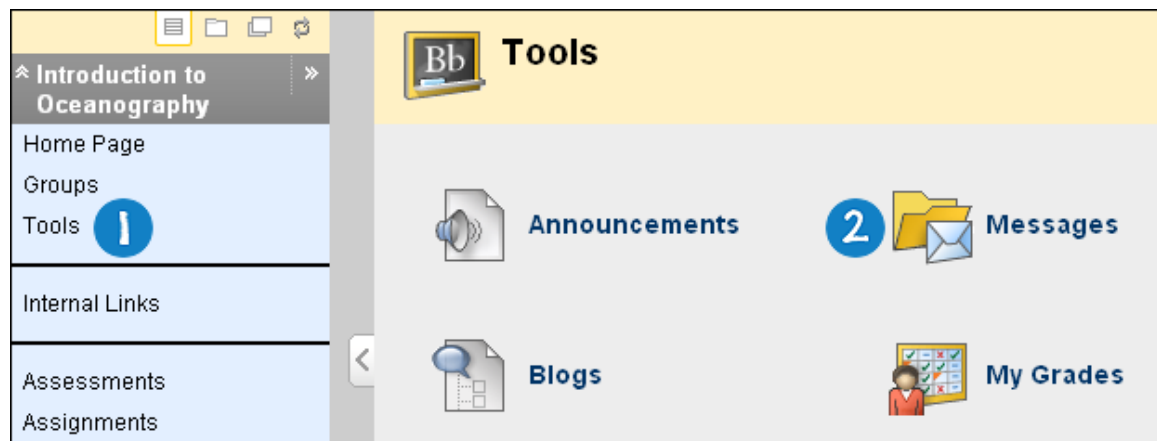 Introduction to
Oceanography
Home Page
Groups
Tools 1
Internal Links
Assessments
Assignments
Bb Tools
Announcements
2 Messages
Blogs
My Grades